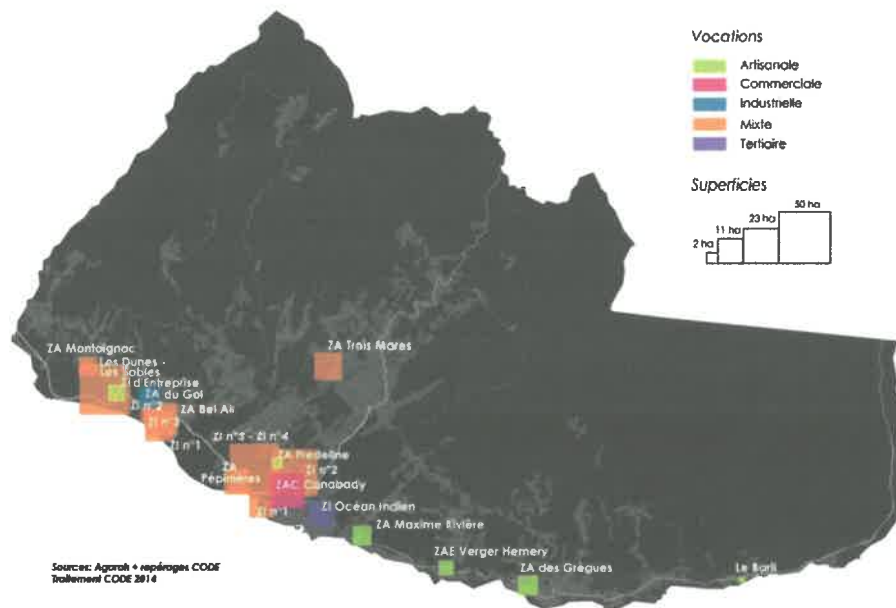 Vocations
Artisanale
Commerciale
Industrielle
Mixte
Tertiaire
Superficies
50 ha
23 ha
11 ha
2 ha
ZA Montaignac
Les Dunes -
Les Sables
ZI d'Entreprise
ZA du Gol
ZI n°2
ZA Bel Air
ZI n°3
ZI n°1
ZA Trois Mares
ZI n°3 - ZI n°4
ZA Piedeline
ZI n°2
ZA
Pépinières
ZAC Canabady
ZI n°1
ZI Océan Indien
ZA Maxime Rivière
ZAE Verger Hemery
ZA des Grègues
Le Baril
Sources: Agorah + repérages CODE
Traitement CODE 2014